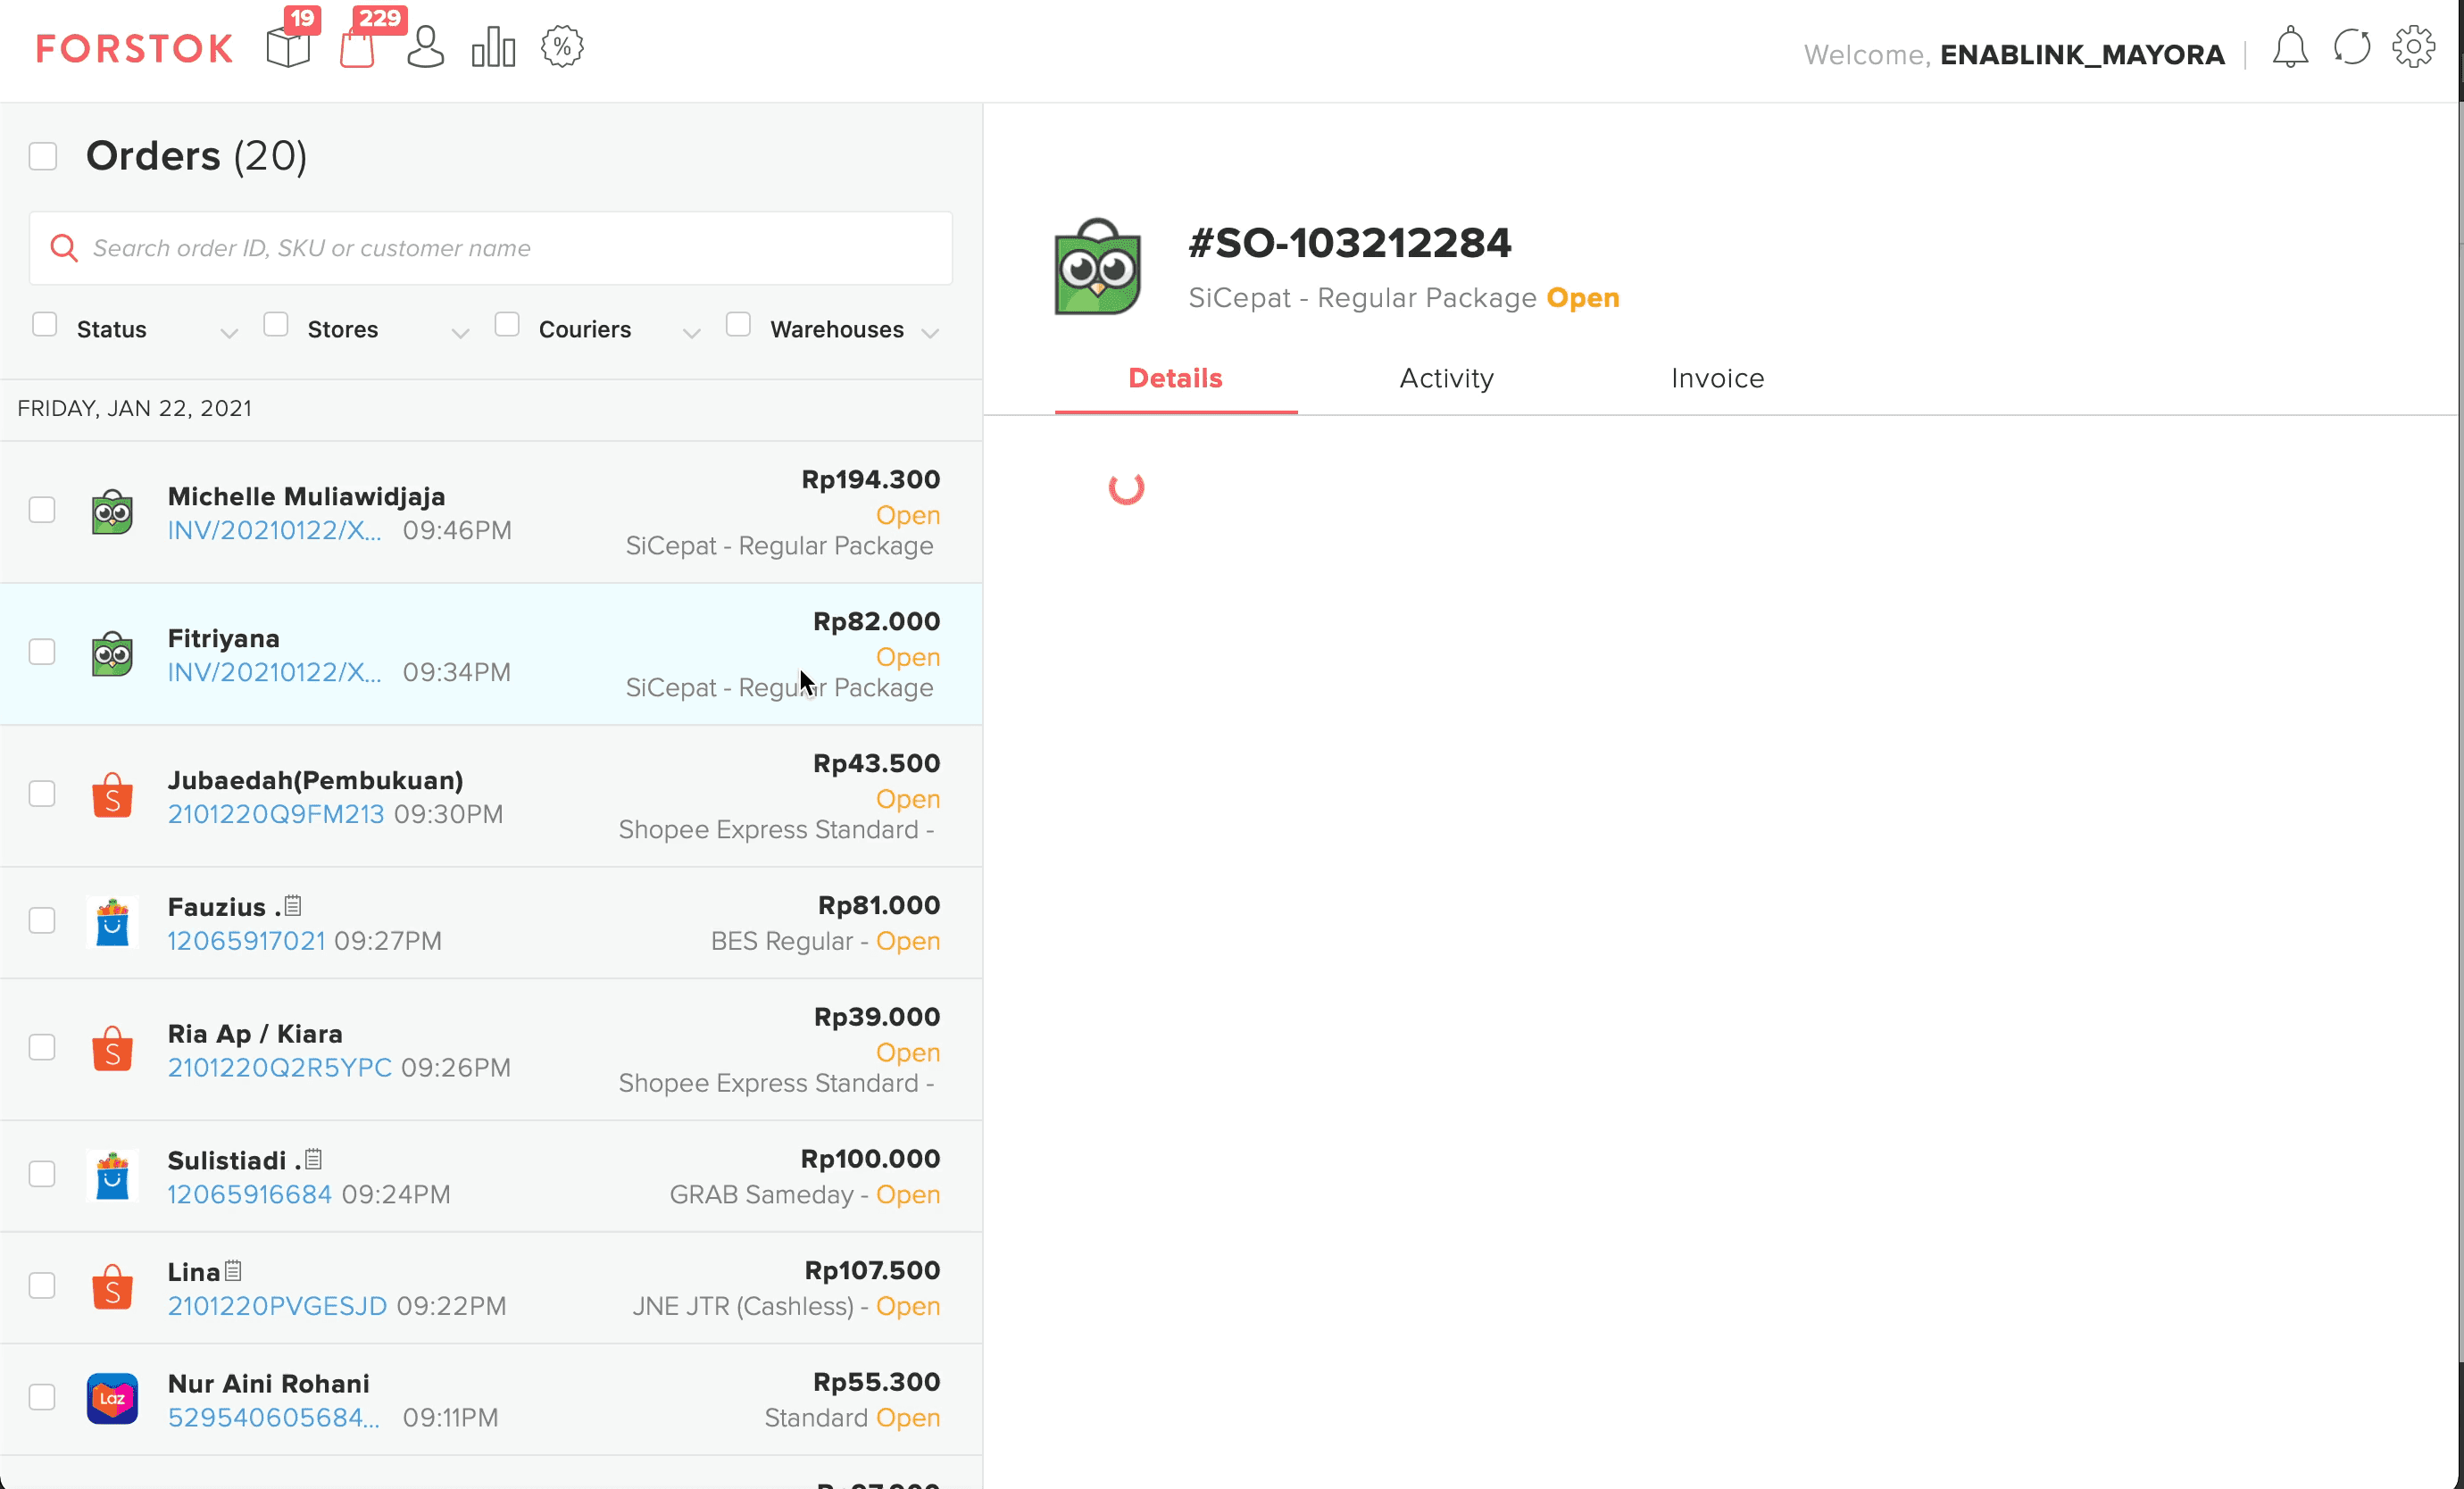 FORSTOK
19
229
%
Welcome, ENABLINK_MAYORA
Orders (20)
Search order ID, SKU or customer name
Status
Stores
Couriers
Warehouses
FRIDAY, JAN 22, 2021
Michelle Muliawidjaja
INV/20210122/X... 09:46PM
Rp194.300
Open
SiCepat - Regular Package
Fitriyana
INV/20210122/X... 09:34PM
Rp82.000
Open
SiCepat - Regular Package
S
Jubaedah(Pembukuan)
2101220Q9FM213 09:30PM
Rp43.500
Open
Shopee Express Standard -
Fauzius .
12065917021 09:27PM
Rp81.000
BES Regular - Open
S
Ria Ap / Kiara
2101220Q2R5YPC 09:26PM
Rp39.000
Open
Shopee Express Standard -
Sulistiadi .
12065916684 09:24PM
Rp100.000
GRAB Sameday - Open
S
Lina
2101220PVGESJD 09:22PM
Rp107.500
JNE JTR (Cashless) - Open
Laz
Nur Aini Rohani
529540605684... 09:11PM
Rp55.300
Standard Open
#SO-103212284
SiCepat - Regular Package Open
Details
Activity
Invoice